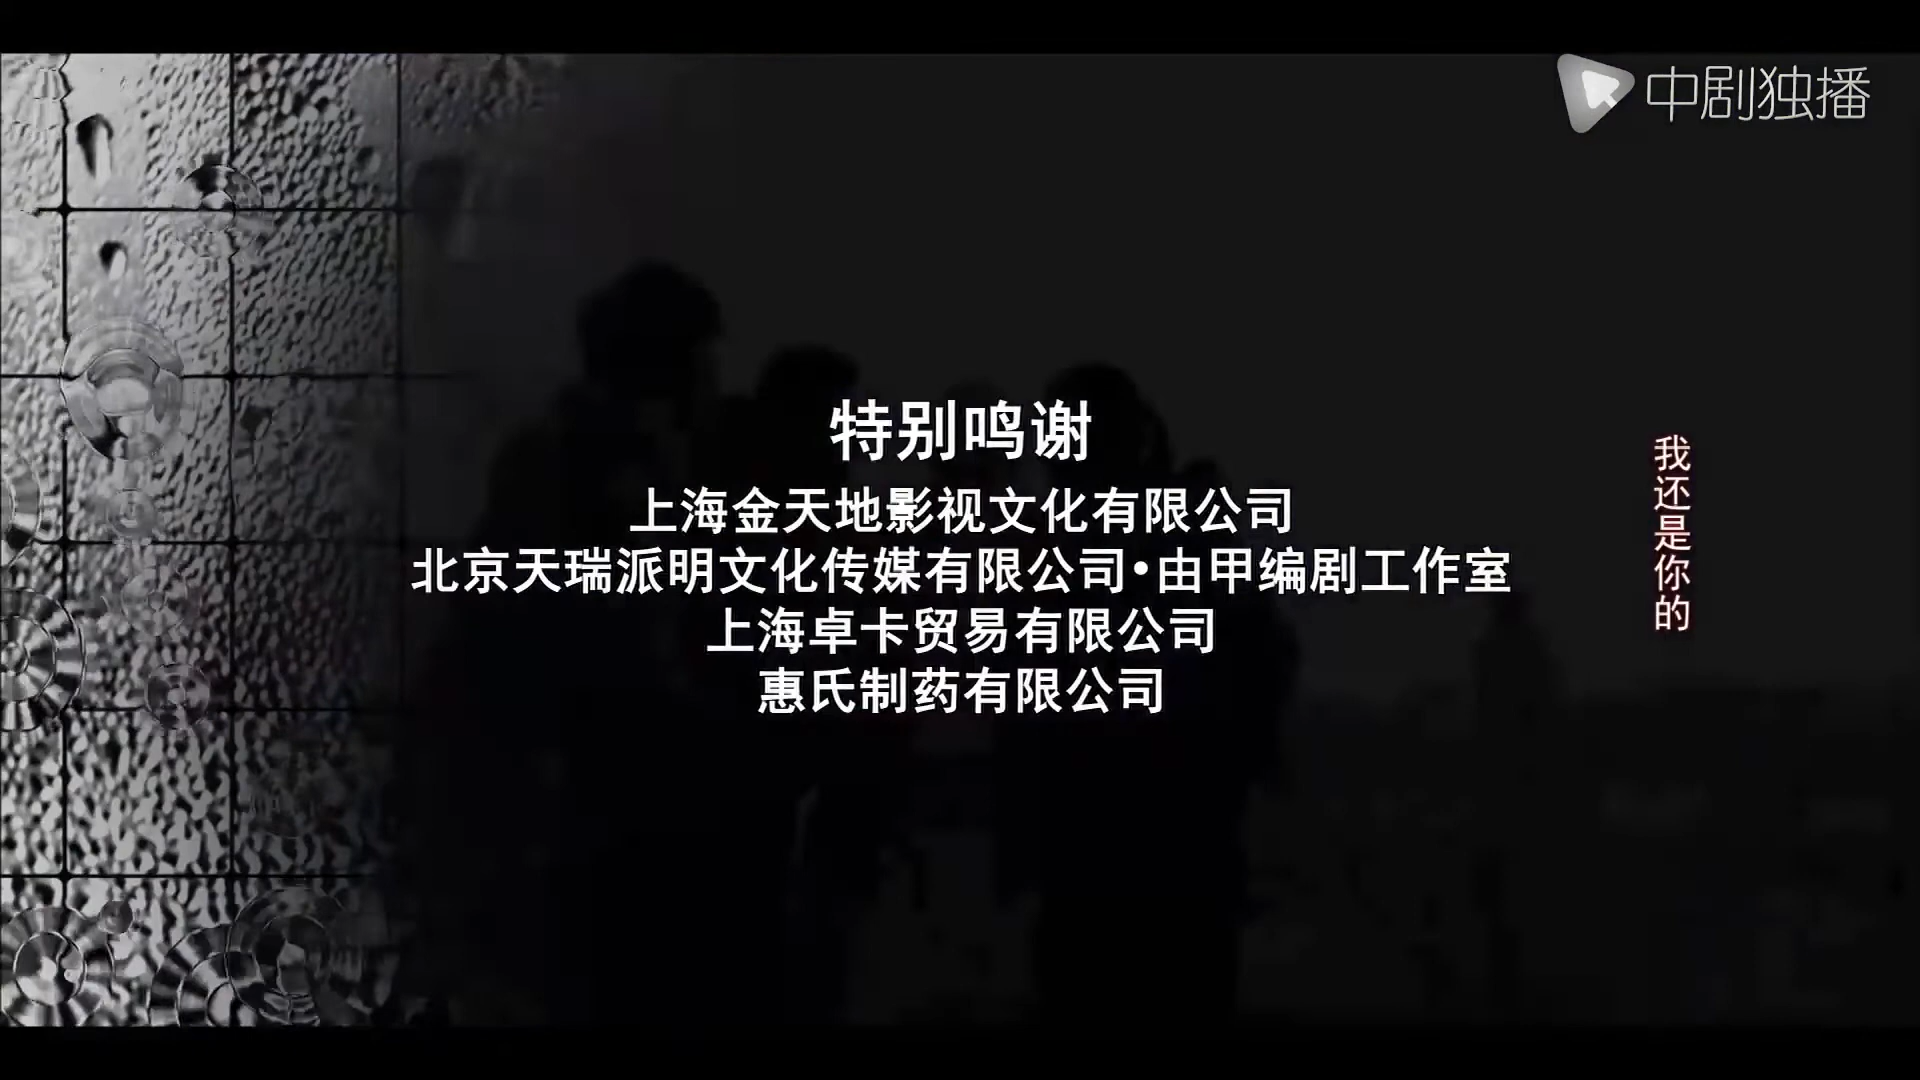 中剧独播
特别鸣谢
上海金天地影视文化有限公司
北京天瑞派明文化传媒有限公司•由甲编剧工作室
上海卓卡贸易有限公司
惠氏制药有限公司
我还是你的